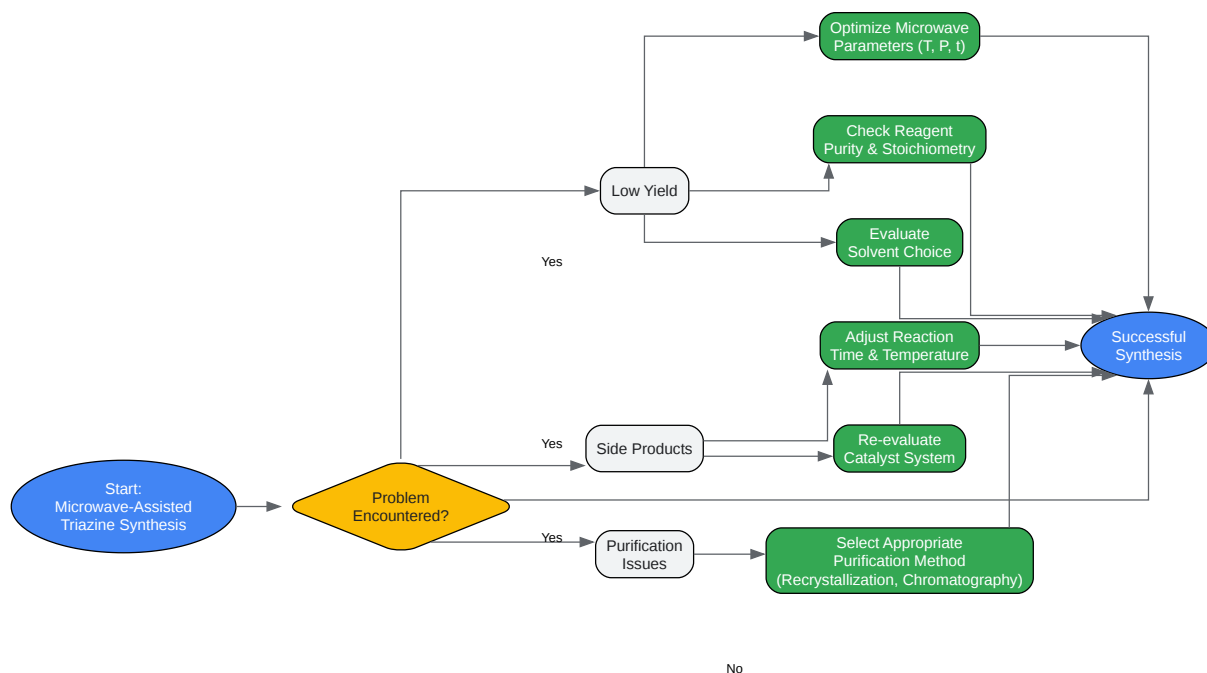 Optimize Microwave
Parameters (T, P, t)
Check Reagent
Purity & Stoichiometry
Low Yield
Evaluate
Solvent Choice
Yes
Adjust Reaction
Time & Temperature
Successful
Synthesis
Yes
Side Products
Re-evaluate
Catalyst System
Start:
Microwave-Assisted
Triazine Synthesis
Problem
Encountered?
Yes
Purification
Issues
Select Appropriate
Purification Method
(Recrystallization, Chromatography)
No